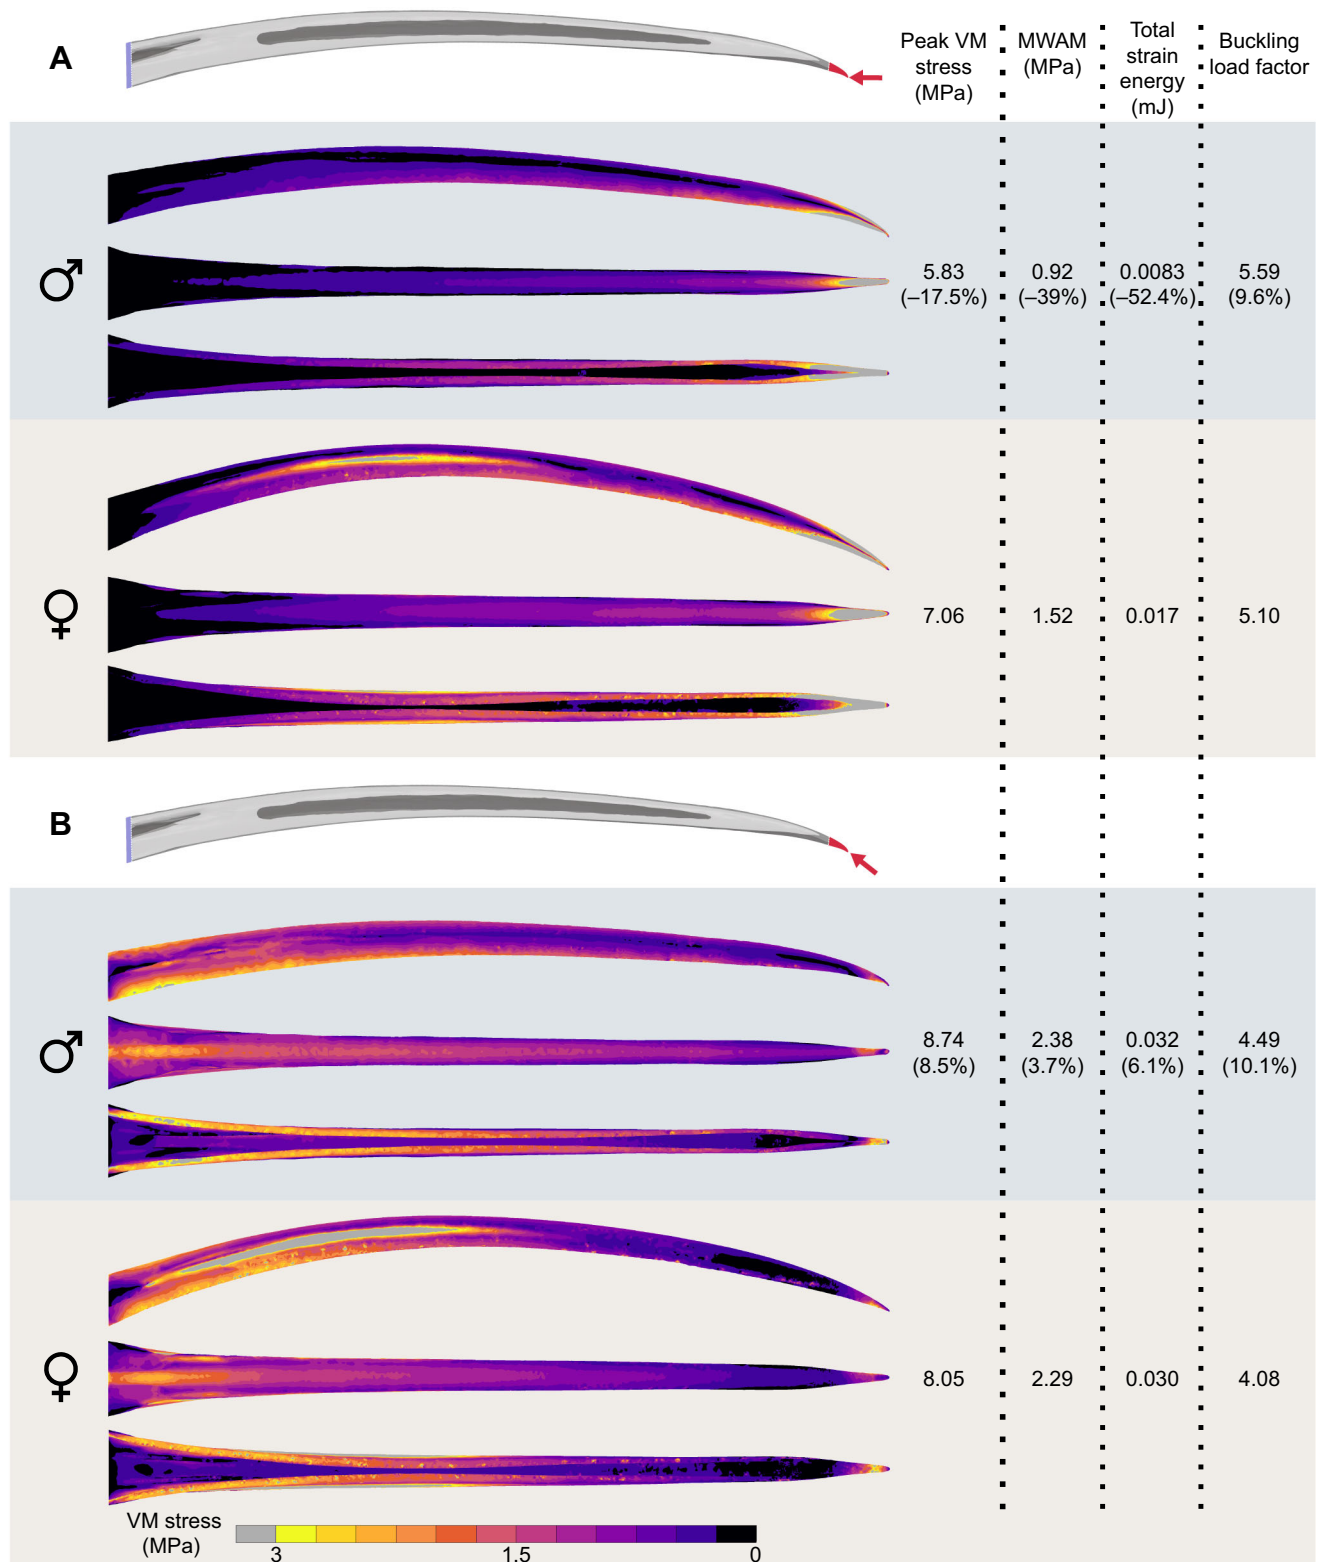 A
Peak VM
stress
(MPa)
MWAM
(MPa)
Total
strain
energy
(mJ)
Buckling
load factor
♂
5.83
(–17.5%)
0.92
(–39%)
0.0083
(–52.4%)
5.59
(9.6%)
♀
7.06
1.52
0.017
5.10
B
♂
8.74
(8.5%)
2.38
(3.7%)
0.032
(6.1%)
4.49
(10.1%)
♀
8.05
2.29
0.030
4.08
VM stress
(MPa)
3
1.5
0